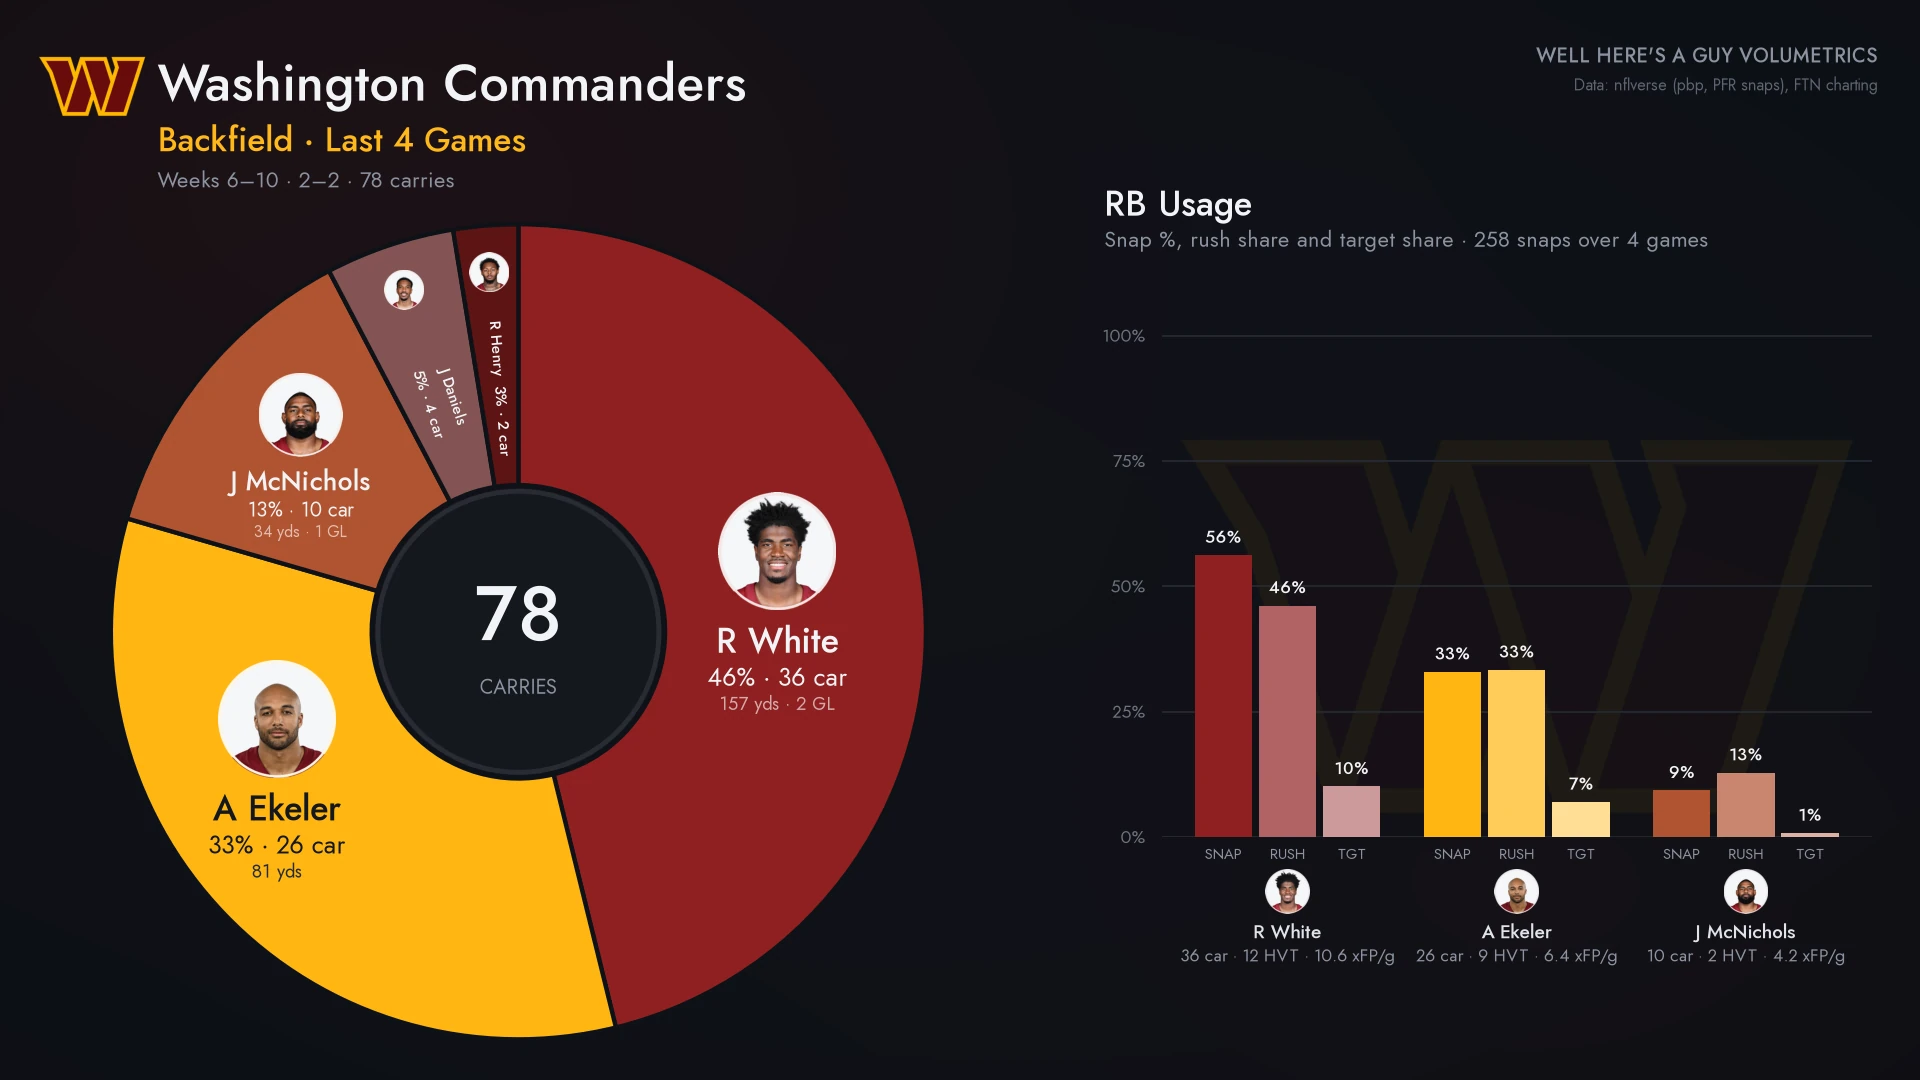 Washington Commanders
Backfield · Last 4 Games
Weeks 6–10 · 2–2 · 78 carries
WELL HERE'S A GUY VOLUMETRICS
Data: nflverse (pbp, PFR snaps), FTN charting
R White
46% · 36 car
157 yds · 2 GL
A Ekeler
33% · 26 car
81 yds
J McNichols
13% · 10 car
34 yds · 1 GL
J Daniels
5% · 4 car
R Henry 3% · 2 car
78
CARRIES
RB Usage
Snap %, rush share and target share · 258 snaps over 4 games
100%
75%
50%
25%
0%
56%
46%
10%
33%
33%
7%
9%
13%
1%
SNAP RUSH TGT SNAP RUSH TGT SNAP RUSH TGT
R White
36 car · 12 HVT · 10.6 xFP/g
A Ekeler
26 car · 9 HVT · 6.4 xFP/g
J McNichols
10 car · 2 HVT · 4.2 xFP/g